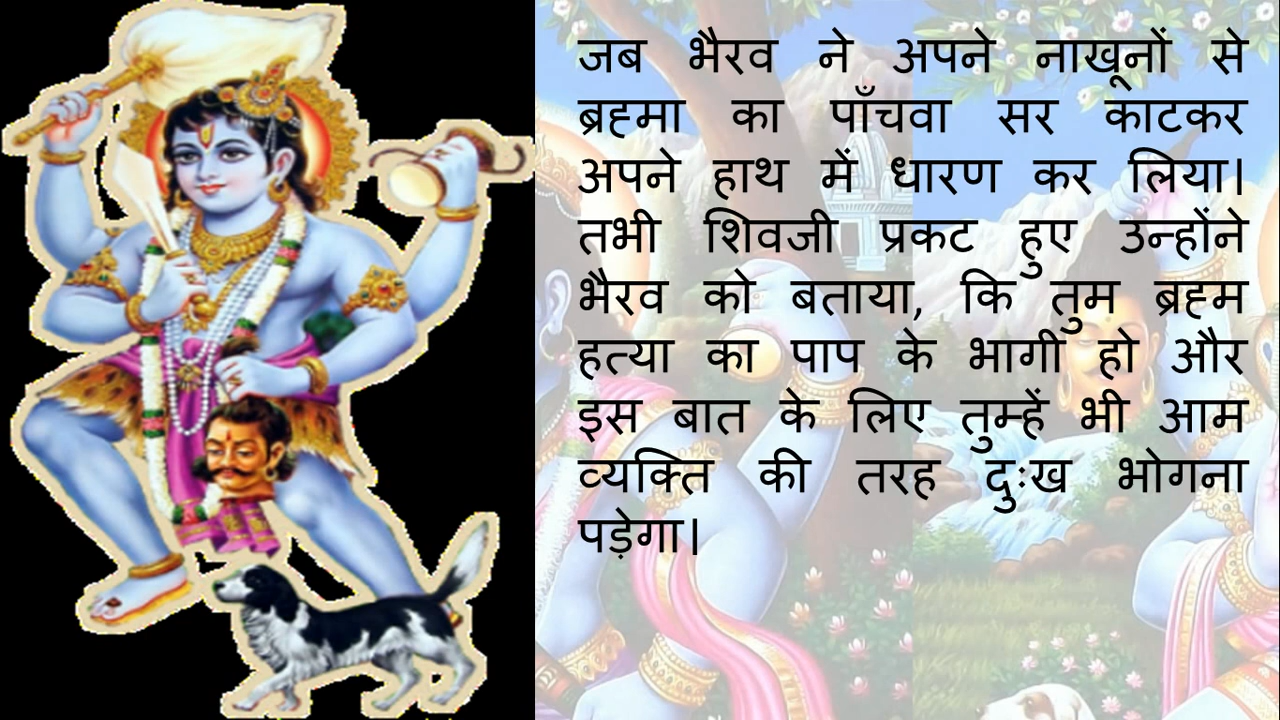 जब भैरव ने अपने नाखूनों से
ब्रह्मा का पाँचवा सर काटकर
अपने हाथ में धारण कर लिया।
तभी शिवजी प्रकट हुए उन्होंने
भैरव को बताया, कि तुम ब्रह्म
हत्या का पाप के भागी हो और
इस बात के लिए तुम्हें भी आम
व्यक्ति की तरह दुःख भोगना
पड़ेगा।